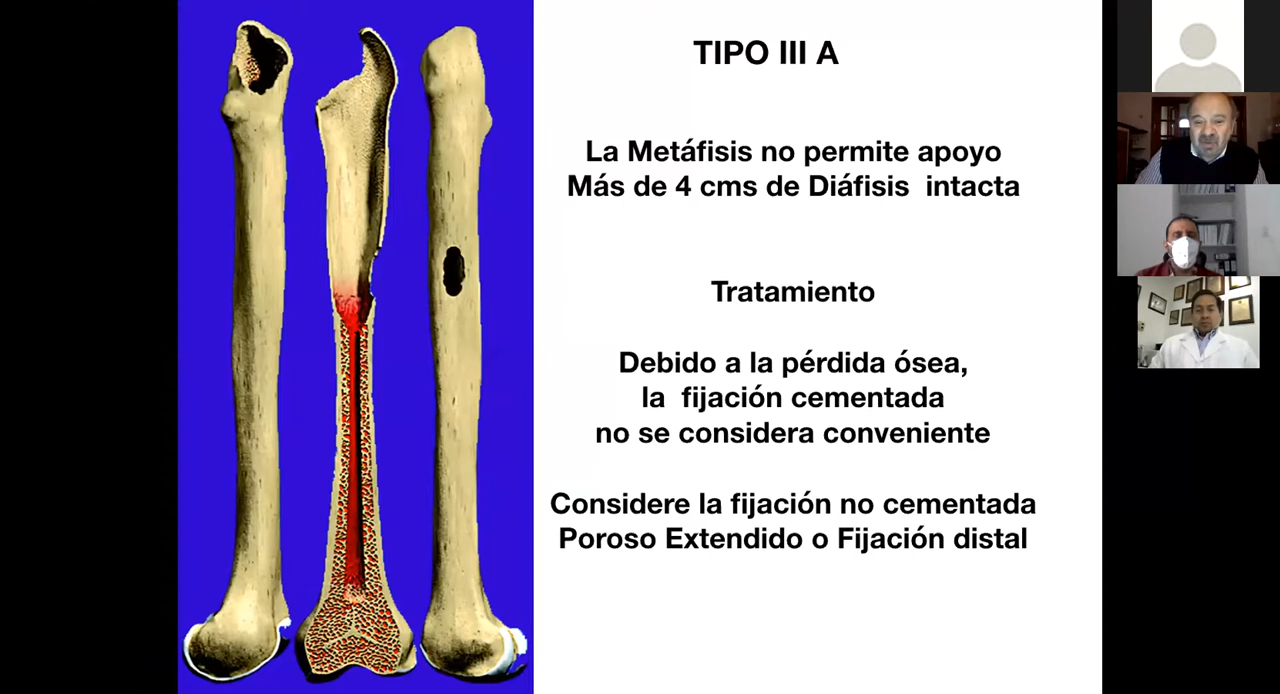 TIPO III A
La Metáfisis no permite apoyo
Más de 4 cms de Diáfisis intacta
Tratamiento
Debido a la pérdida ósea,
la fijación cementada
no se considera conveniente
Considere la fijación no cementada
Poroso Extendido o Fijación distal